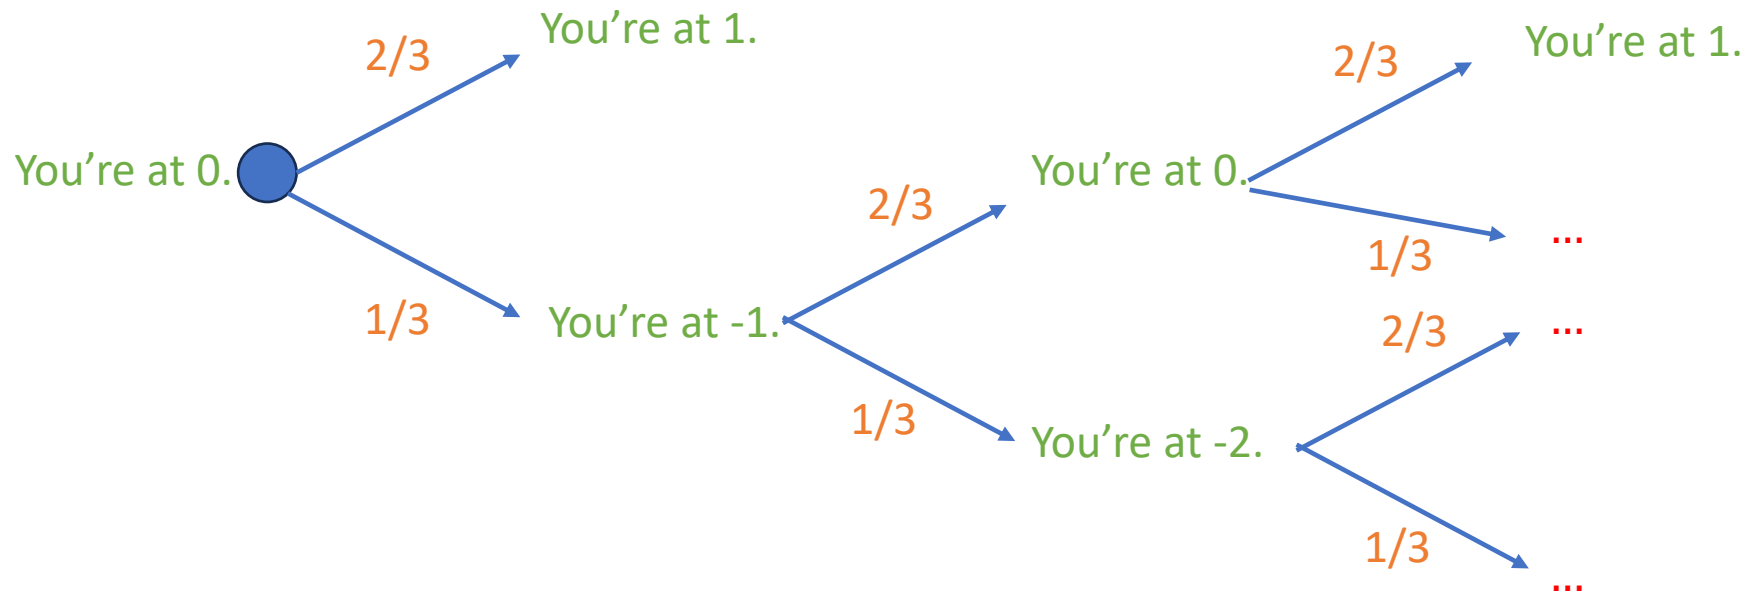 You’re at 0.
2/3
You’re at 1.
1/3
You’re at -1.
2/3
You’re at 0.
1/3
You’re at -2.
2/3
You’re at 1.
1/3
...
2/3
...
1/3
...